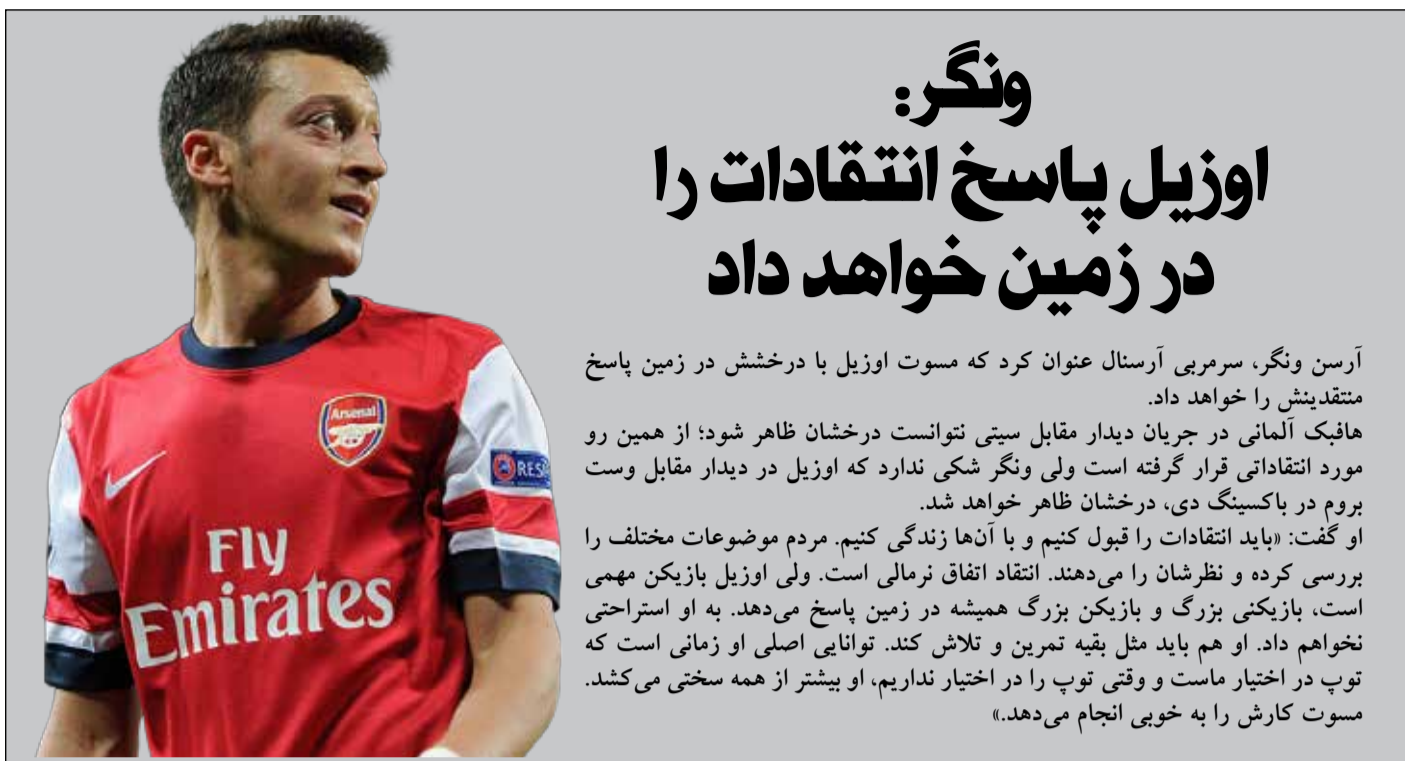 ونگر:
اوزیل پاسخ انتقادات را
در زمین خواهد داد
آرسن ونگر، سرمربی آرسنال عنوان کرد که مسوت اوزیل با درخشش در زمین پاسخ
منتقدینش را خواهد داد.
هافبک آلمانی در جریان دیدار مقابل سیتی نتوانست درخشان ظاهر شود؛ از همین رو
مورد انتقاداتی قرار گرفته است ولی ونگر شکی ندارد که اوزیل در دیدار مقابل وست
بروم در باکسینگ دی، درخشان ظاهر خواهد شد.
او گفت: «باید انتقادات را قبول کنیم و با آن‌ها زندگی کنیم. مردم موضوعات مختلف را
بررسی کرده و نظرشان را می‌دهند. انتقاد اتفاق نرمالی است. ولی اوزیل بازیکن مهمی
است، بازیکنی بزرگ و بازیکن بزرگ همیشه در زمین پاسخ می‌دهد. به او استراحتی
نخواهم داد. او هم باید مثل بقیه تمرین و تلاش کند. توانایی اصلی او زمانی است که
توپ در اختیار ماست و وقتی توپ را در اختیار نداریم، او بیشتر از همه سختی می‌کشد.
مسوت کارش را به خوبی انجام می‌دهد.»
Arsenal
RES
Fly
Emirates